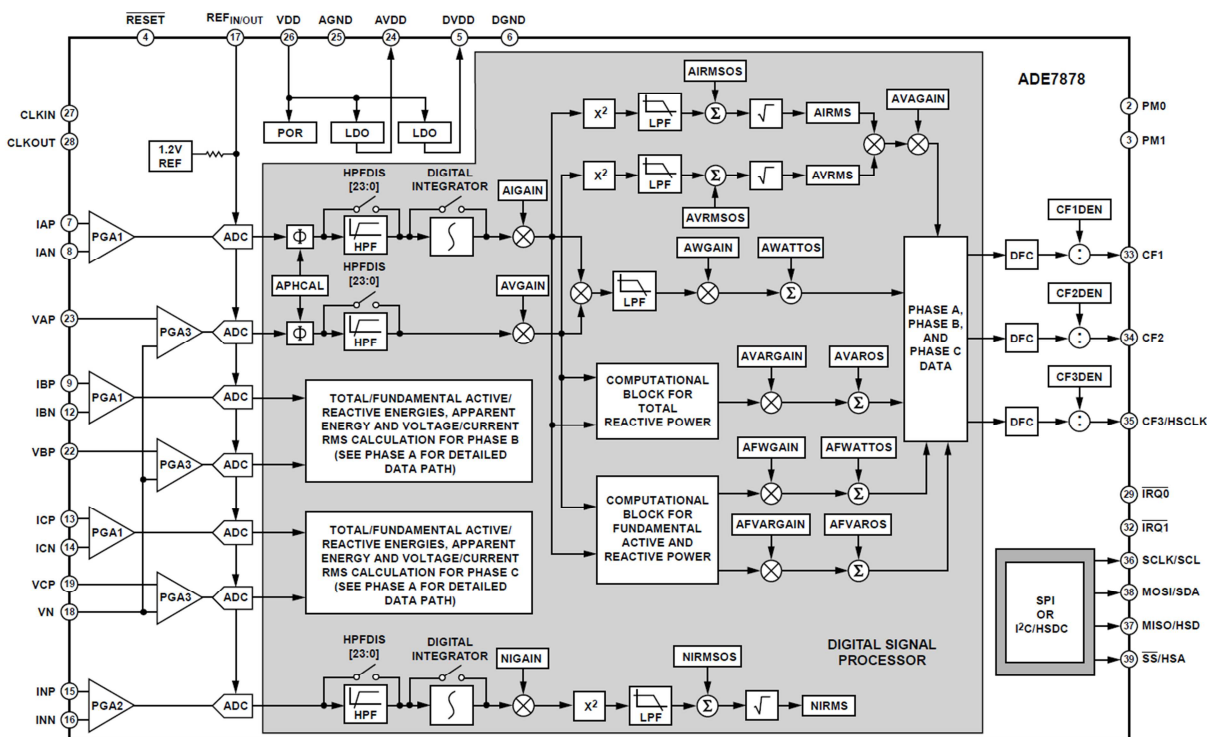 RESET
REFIN/OUT
VDD
AGND
AVDD
DVDD
DGND
4
17
26
25
24
5
6
ADE7878
CLKIN 27
CLKOUT 28
POR
LDO
LDO
1.2V
REF
AIRMSOS
X2
LPF
Σ
√
AIRMS
AVAGAIN
2 PM0
3 PM1
X2
LPF
Σ
√
AVRMS
AVRMSOS
HPFDIS
[23:0]
DIGITAL
INTEGRATOR
AIGAIN
IAP 7
IAN 8
PGA1
ADC
Φ
HPF
∫
APHCAL
HPFDIS
[23:0]
AVGAIN
VAP 23
PGA3
ADC
Φ
HPF
AWGAIN
AWATTOS
LPF
Σ
PHASE A,
PHASE B,
AND
PHASE C
DATA
CF1DEN
DFC
:
33 CF1
CF2DEN
DFC
:
34 CF2
CF3DEN
DFC
:
35 CF3/HSCLK
IBP 9
IBN 12
PGA1
ADC
VBP 22
PGA3
ADC
TOTAL/FUNDAMENTAL ACTIVE/
REACTIVE ENERGIES, APPARENT
ENERGY AND VOLTAGE/CURRENT
RMS CALCULATION FOR PHASE B
(SEE PHASE A FOR DETAILED
DATA PATH)
COMPUTATIONAL
BLOCK FOR
TOTAL
REACTIVE POWER
AVARGAIN
AVAROS
Σ
AFWGAIN
AFWATTOS
Σ
COMPUTATIONAL
BLOCK FOR
FUNDAMENTAL
ACTIVE AND
REACTIVE POWER
AFVARGAIN
AFVAROS
Σ
ICP 13
ICN 14
PGA1
ADC
VCP 19
VN 18
PGA3
ADC
TOTAL/FUNDAMENTAL ACTIVE/
REACTIVE ENERGIES, APPARENT
ENERGY AND VOLTAGE/CURRENT
RMS CALCULATION FOR PHASE C
(SEE PHASE A FOR DETAILED
DATA PATH)
29 IRQ0
32 IRQ1
SPI
OR
I2C/HSDC
36 SCLK/SCL
38 MOSI/SDA
37 MISO/HSD
39 SS/HSA
DIGITAL SIGNAL
PROCESSOR
HPFDIS
[23:0]
DIGITAL
INTEGRATOR
NIGAIN
NIRMSOS
INP 15
INN 16
PGA2
ADC
HPF
∫
X2
LPF
Σ
√
NIRMS